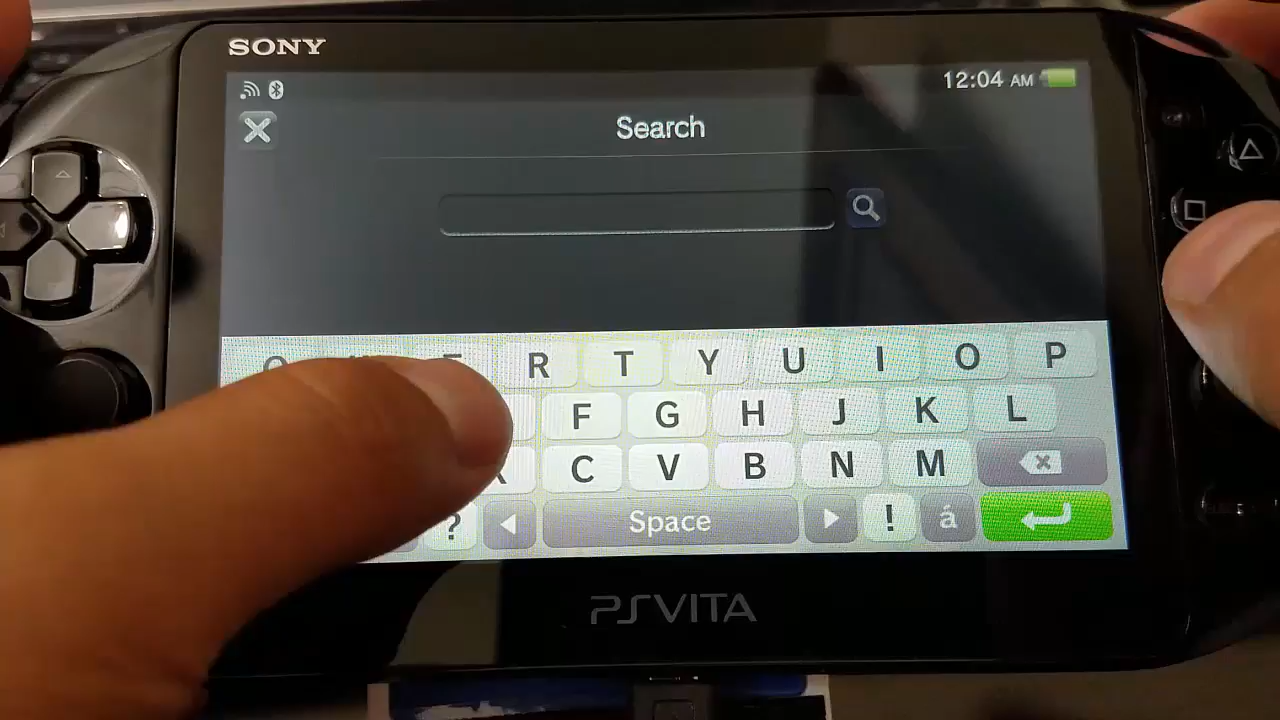 SONY
12:04 AM
Search
R T Y U I O P
F G H J K L
C V B N M
? Space ! á
PSVITA